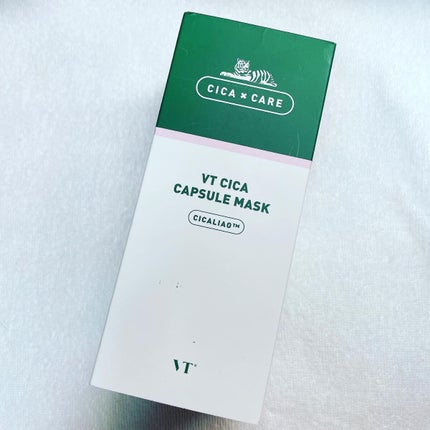 CICA × CARE
VT CICA
CAPSULE MASK
CICALIAO™
VT